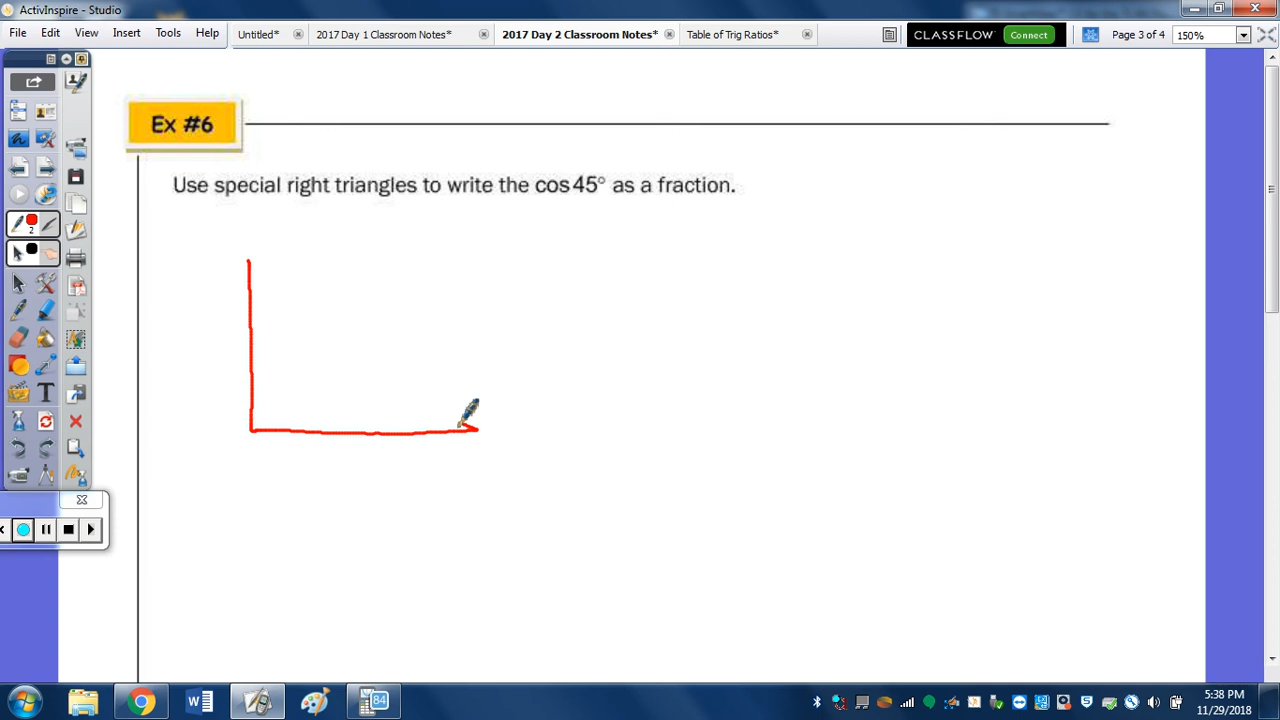 ActivInspire - Studio
File Edit View Insert Tools Help
Untitled* 2017 Day 1 Classroom Notes* 2017 Day 2 Classroom Notes* Table of Trig Ratios*
CLASSFLOW Connect
Page 3 of 4 150%
Ex #6
Use special right triangles to write the cos 45° as a fraction.
2
T
W
84
5:38 PM
11/29/2018